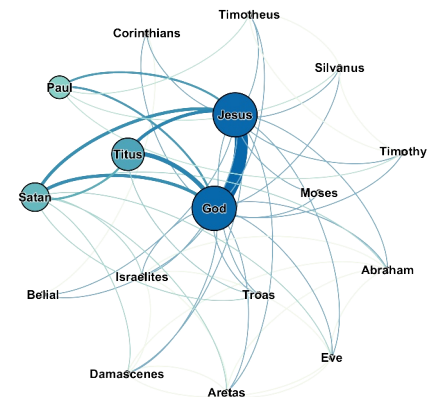 Timotheus
Corinthians
Silvanus
Paul
Jesus
Titus
Timothy
Satan
Moses
God
Abraham
Israelites
Belial
Troas
Eve
Damascenes
Aretas